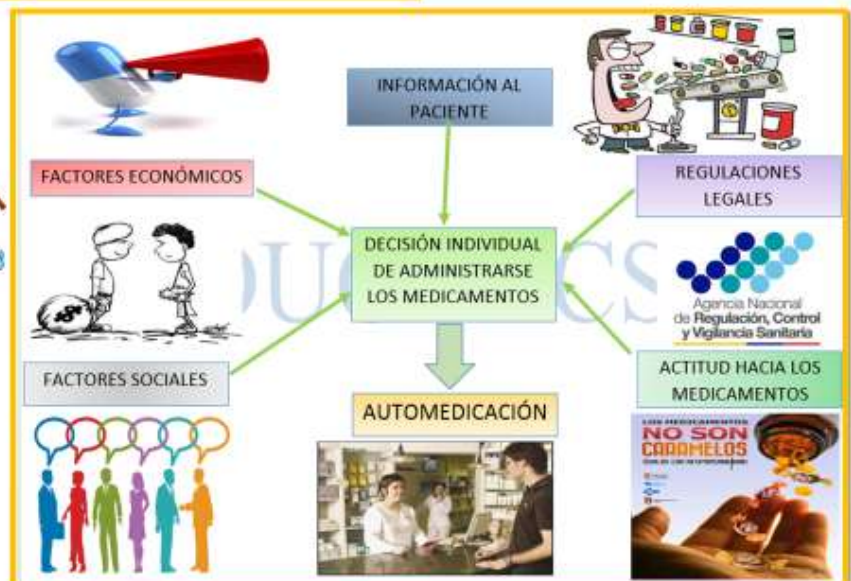 INFORMACIÓN AL
PACIENTE
FACTORES ECONÓMICOS
REGULACIONES
LEGALES
DECISIÓN INDIVIDUAL
DE ADMINISTRARSE
LOS MEDICAMENTOS
Agencia Nacional
de Regulación, Control
y Vigilancia Sanitaria
FACTORES SOCIALES
ACTITUD HACIA LOS
MEDICAMENTOS
AUTOMEDICACIÓN
LOS MEDICAMENTOS
NO SON
CARAMELOS